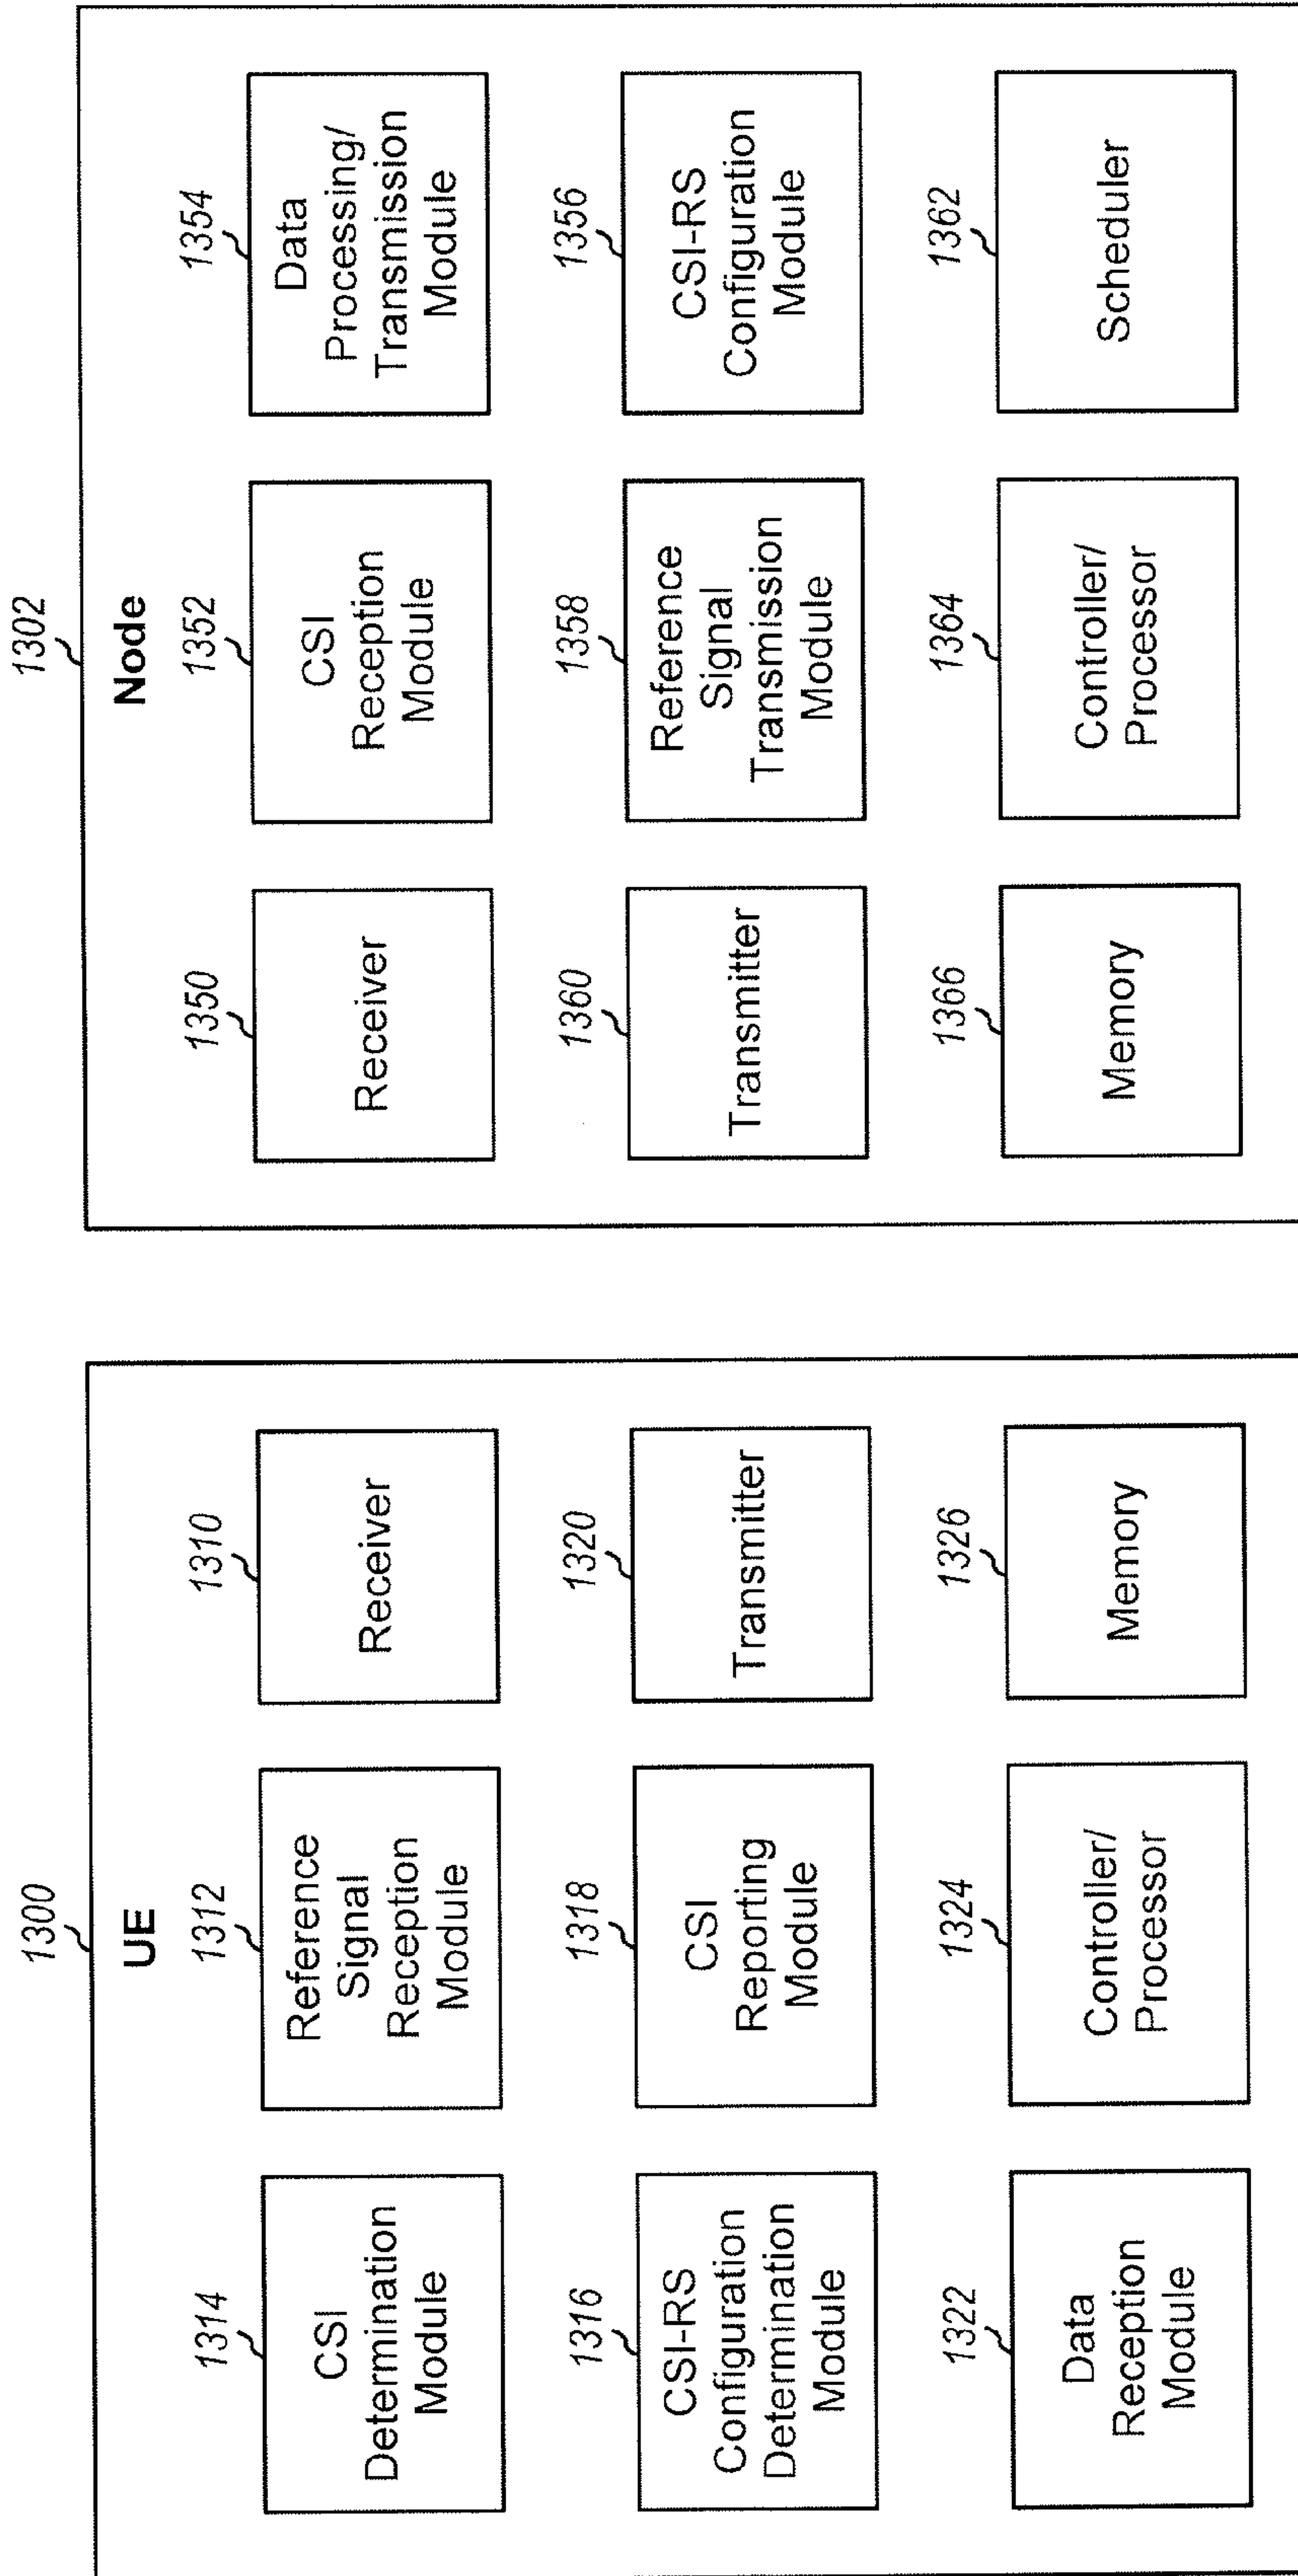 1300
UE
1314
CSI
Determination
Module
1312
Reference
Signal
Reception
Module
1310
Receiver
1316
CSI-RS
Configuration
Determination
Module
1318
CSI
Reporting
Module
1320
Transmitter
1322
Data
Reception
Module
1324
Controller/
Processor
1326
Memory
1302
Node
1350
Receiver
1352
CSI
Reception
Module
1354
Data
Processing/
Transmission
Module
1360
Transmitter
1358
Reference
Signal
Transmission
Module
1356
CSI-RS
Configuration
Module
1366
Memory
1364
Controller/
Processor
1362
Scheduler